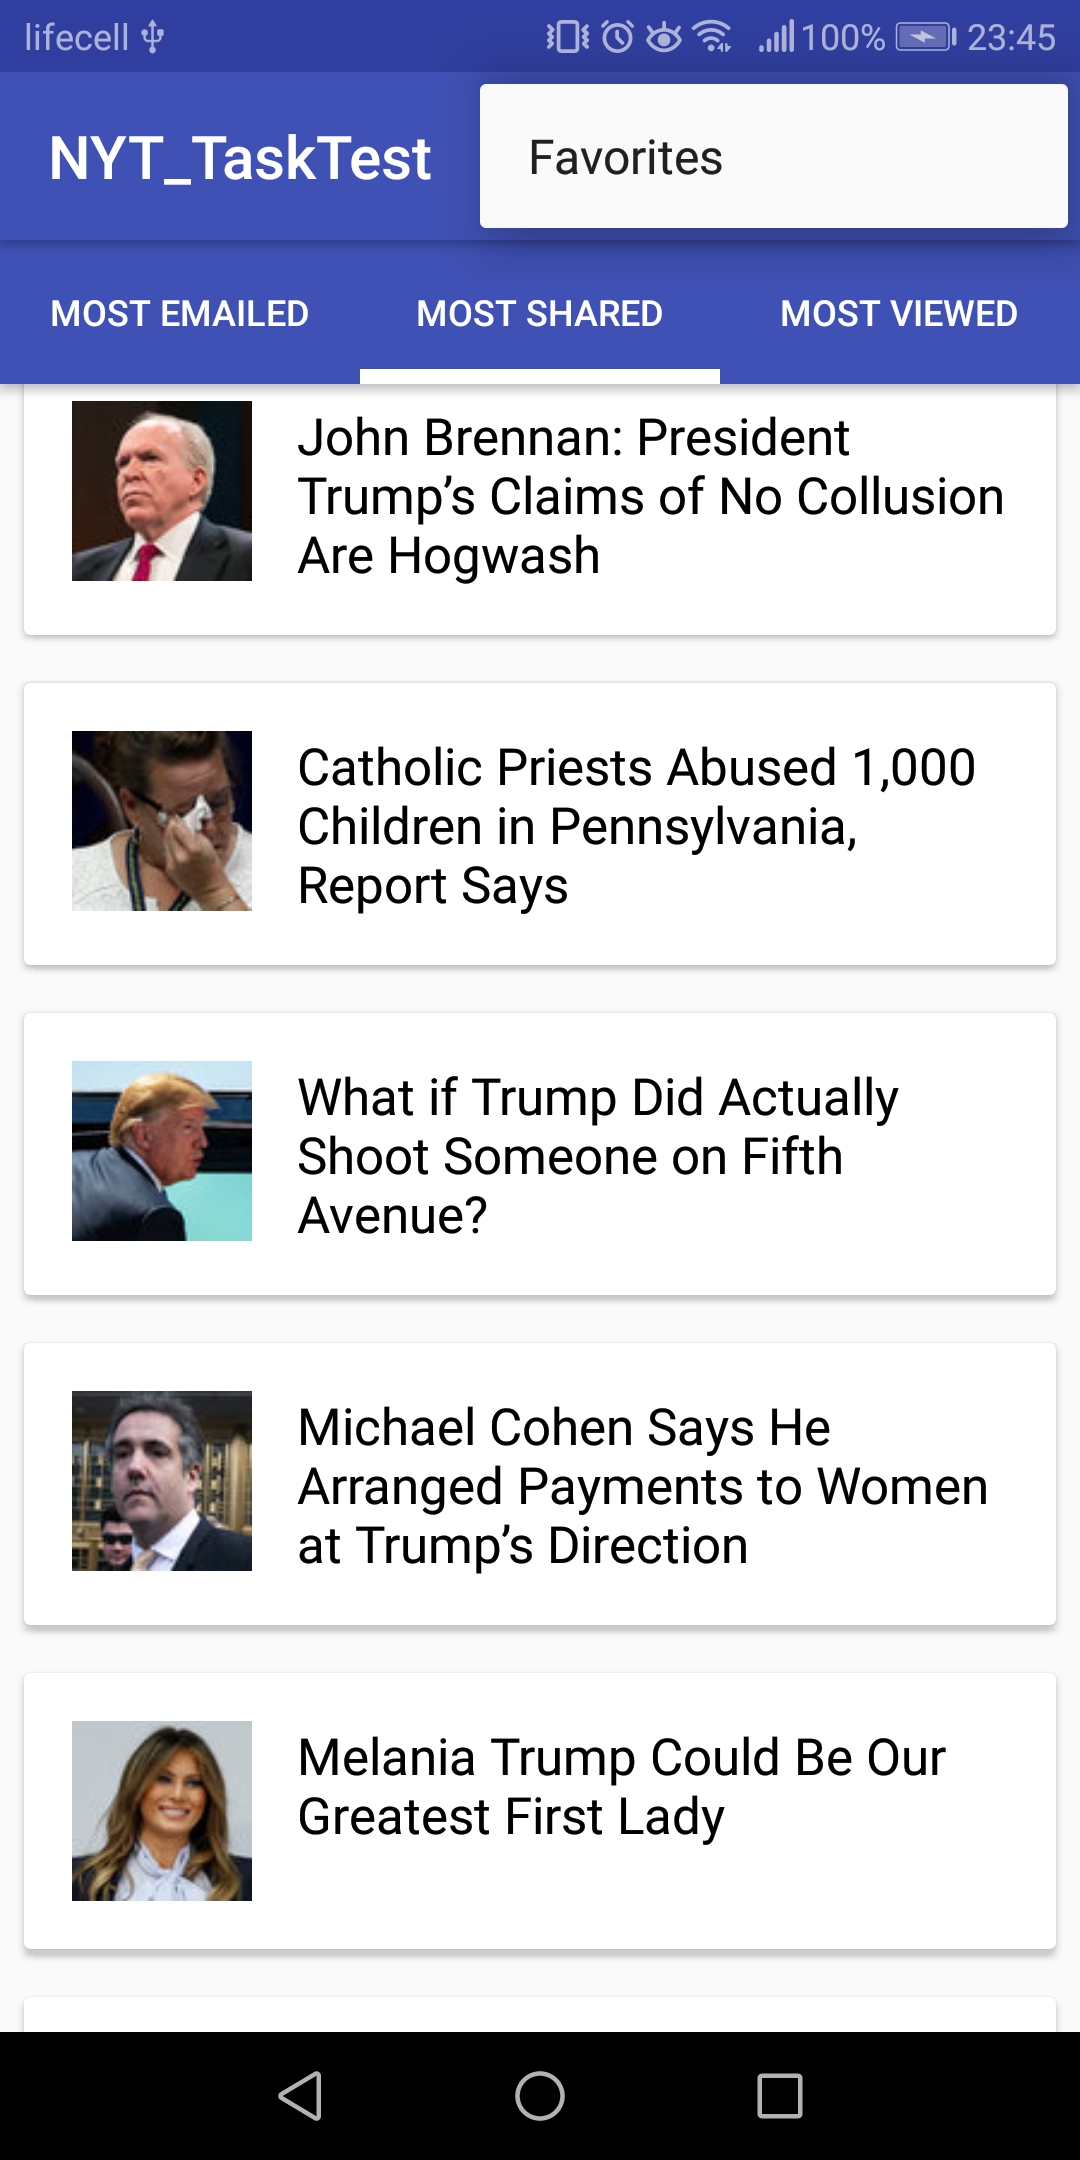 lifecell 100% 23:45
NYT_TaskTest
Favorites
MOST EMAILED MOST SHARED MOST VIEWED
John Brennan: President
Trump’s Claims of No Collusion
Are Hogwash
Catholic Priests Abused 1,000
Children in Pennsylvania,
Report Says
What if Trump Did Actually
Shoot Someone on Fifth
Avenue?
Michael Cohen Says He
Arranged Payments to Women
at Trump’s Direction
Melania Trump Could Be Our
Greatest First Lady